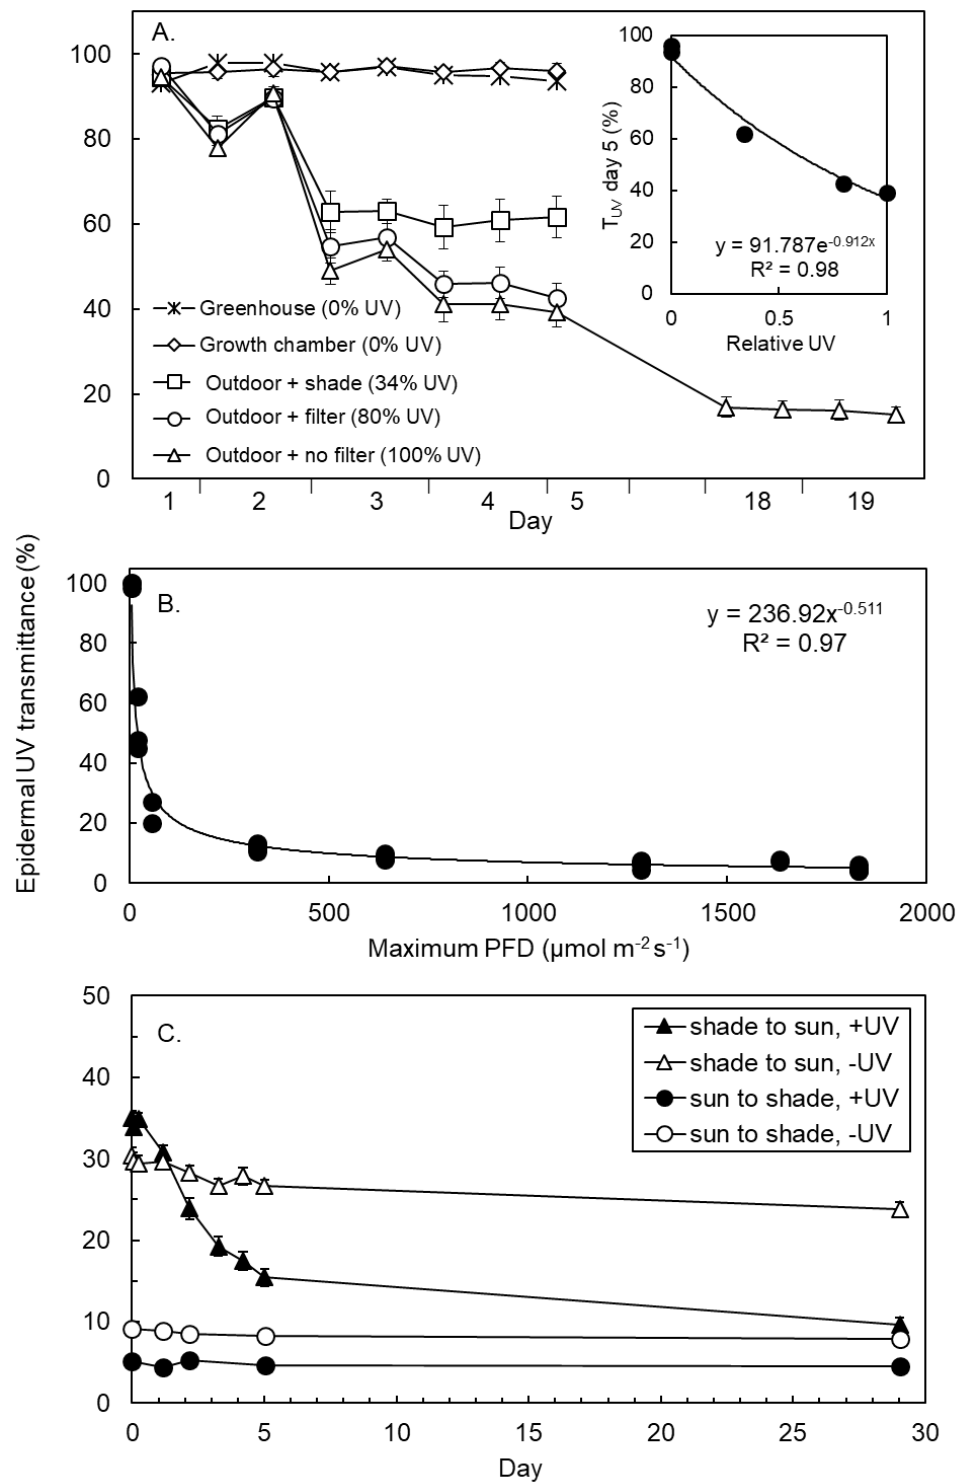 A.
100
80
60
40
20
0
Greenhouse (0% UV)
Growth chamber (0% UV)
Outdoor + shade (34% UV)
Outdoor + filter (80% UV)
Outdoor + no filter (100% UV)
1 2 3 4 5 18 19
Day
T_UV day 5 (%)
100
80
60
40
20
0
y = 91.787e^-0.912x
R² = 0.98
0 0.5 1
Relative UV
Epidermal UV transmittance (%)
B.
100
80
60
40
20
0
y = 236.92x^-0.511
R² = 0.97
0 500 1000 1500 2000
Maximum PFD (µmol m⁻² s⁻¹)
C.
50
40
30
20
10
0
shade to sun, +UV
shade to sun, -UV
sun to shade, +UV
sun to shade, -UV
0 5 10 15 20 25 30
Day